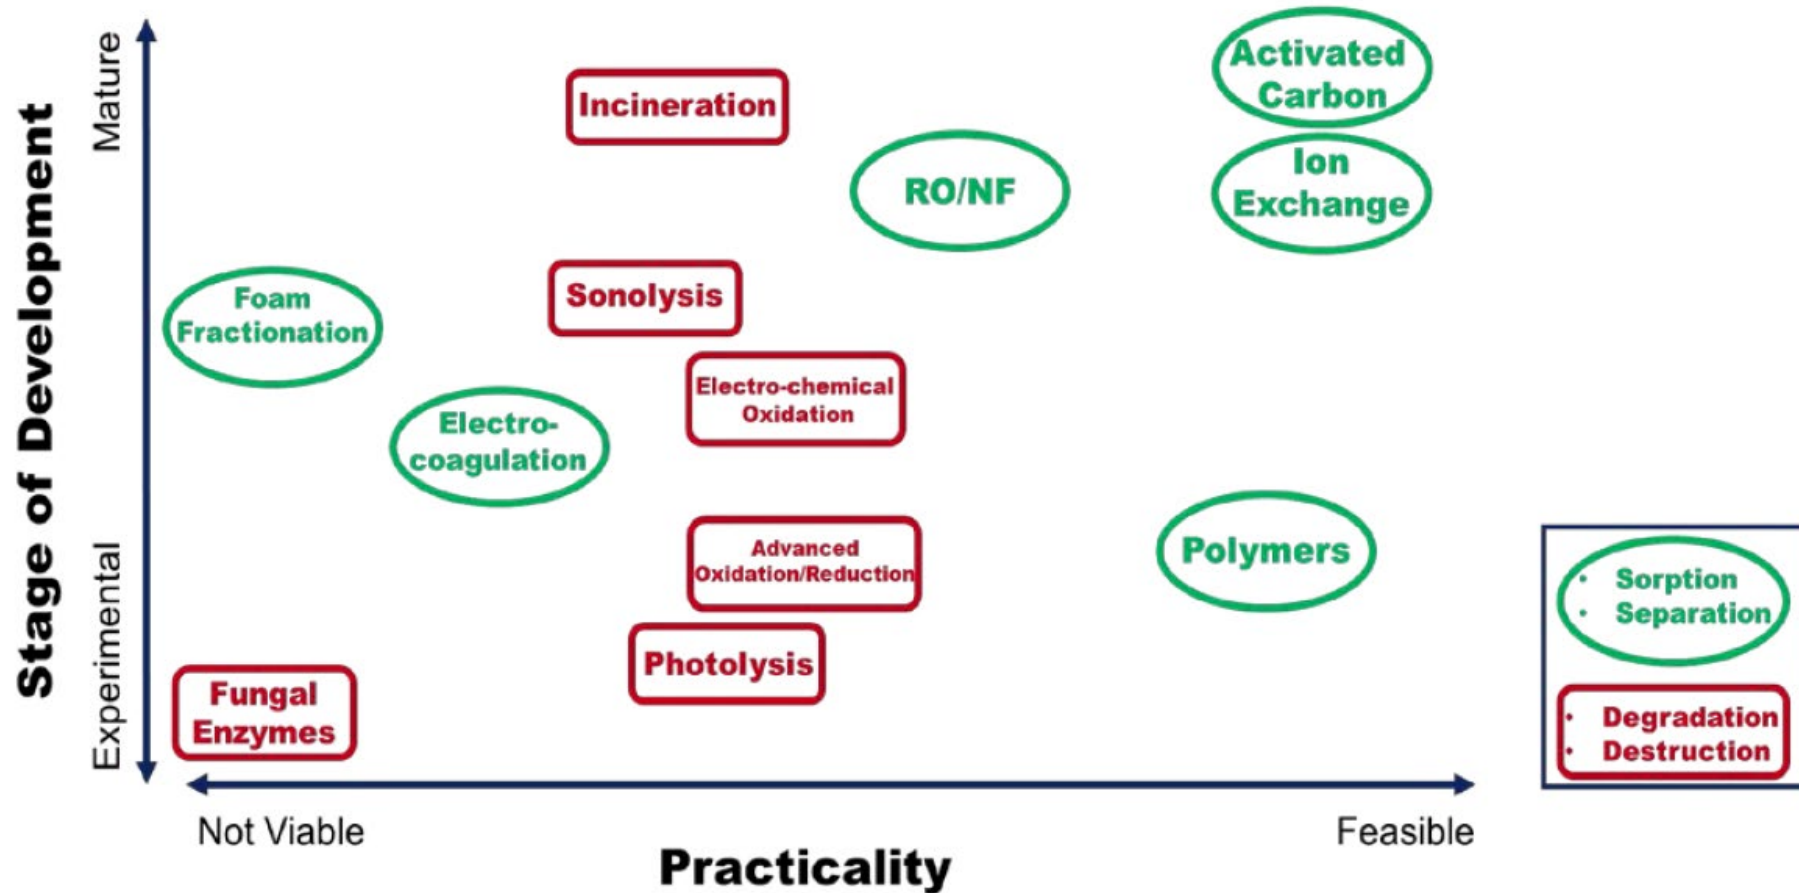 Stage of Development
Mature
Experimental
Activated
Carbon
Incineration
Ion
Exchange
RO/NF
Sonolysis
Foam
Fractionation
Electro-chemical
Oxidation
Electro-
coagulation
Advanced
Oxidation/Reduction
Polymers
Photolysis
Fungal
Enzymes
• Sorption
• Separation
• Degradation
• Destruction
Not Viable
Feasible
Practicality